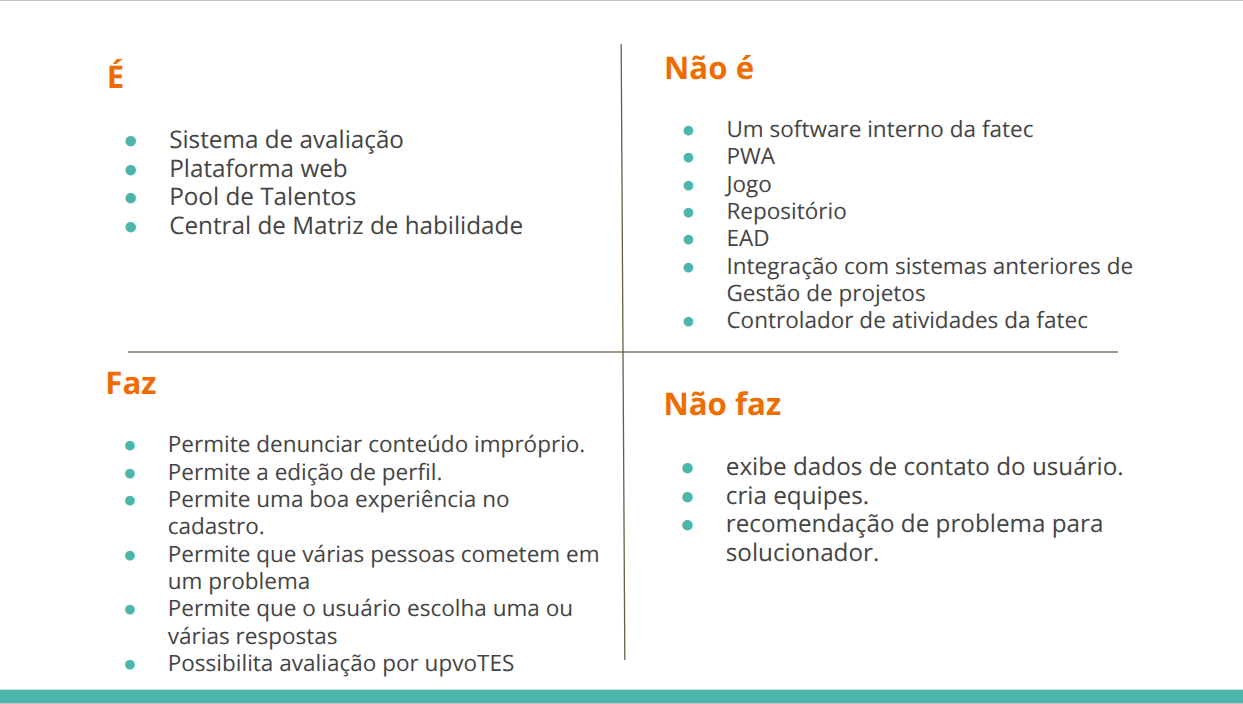 É
Sistema de avaliação
Plataforma web
Pool de Talentos
Central de Matriz de habilidade
Não é
Um software interno da fatec
PWA
Jogo
Repositório
EAD
Integração com sistemas anteriores de
Gestão de projetos
Controlador de atividades da fatec
Faz
Permite denunciar conteúdo impróprio.
Permite a edição de perfil.
Permite uma boa experiência no
cadastro.
Permite que várias pessoas cometem em
um problema
Permite que o usuário escolha uma ou
várias respostas
Possibilita avaliação por upvoTES
Não faz
exibe dados de contato do usuário.
cria equipes.
recomendação de problema para
solucionador.